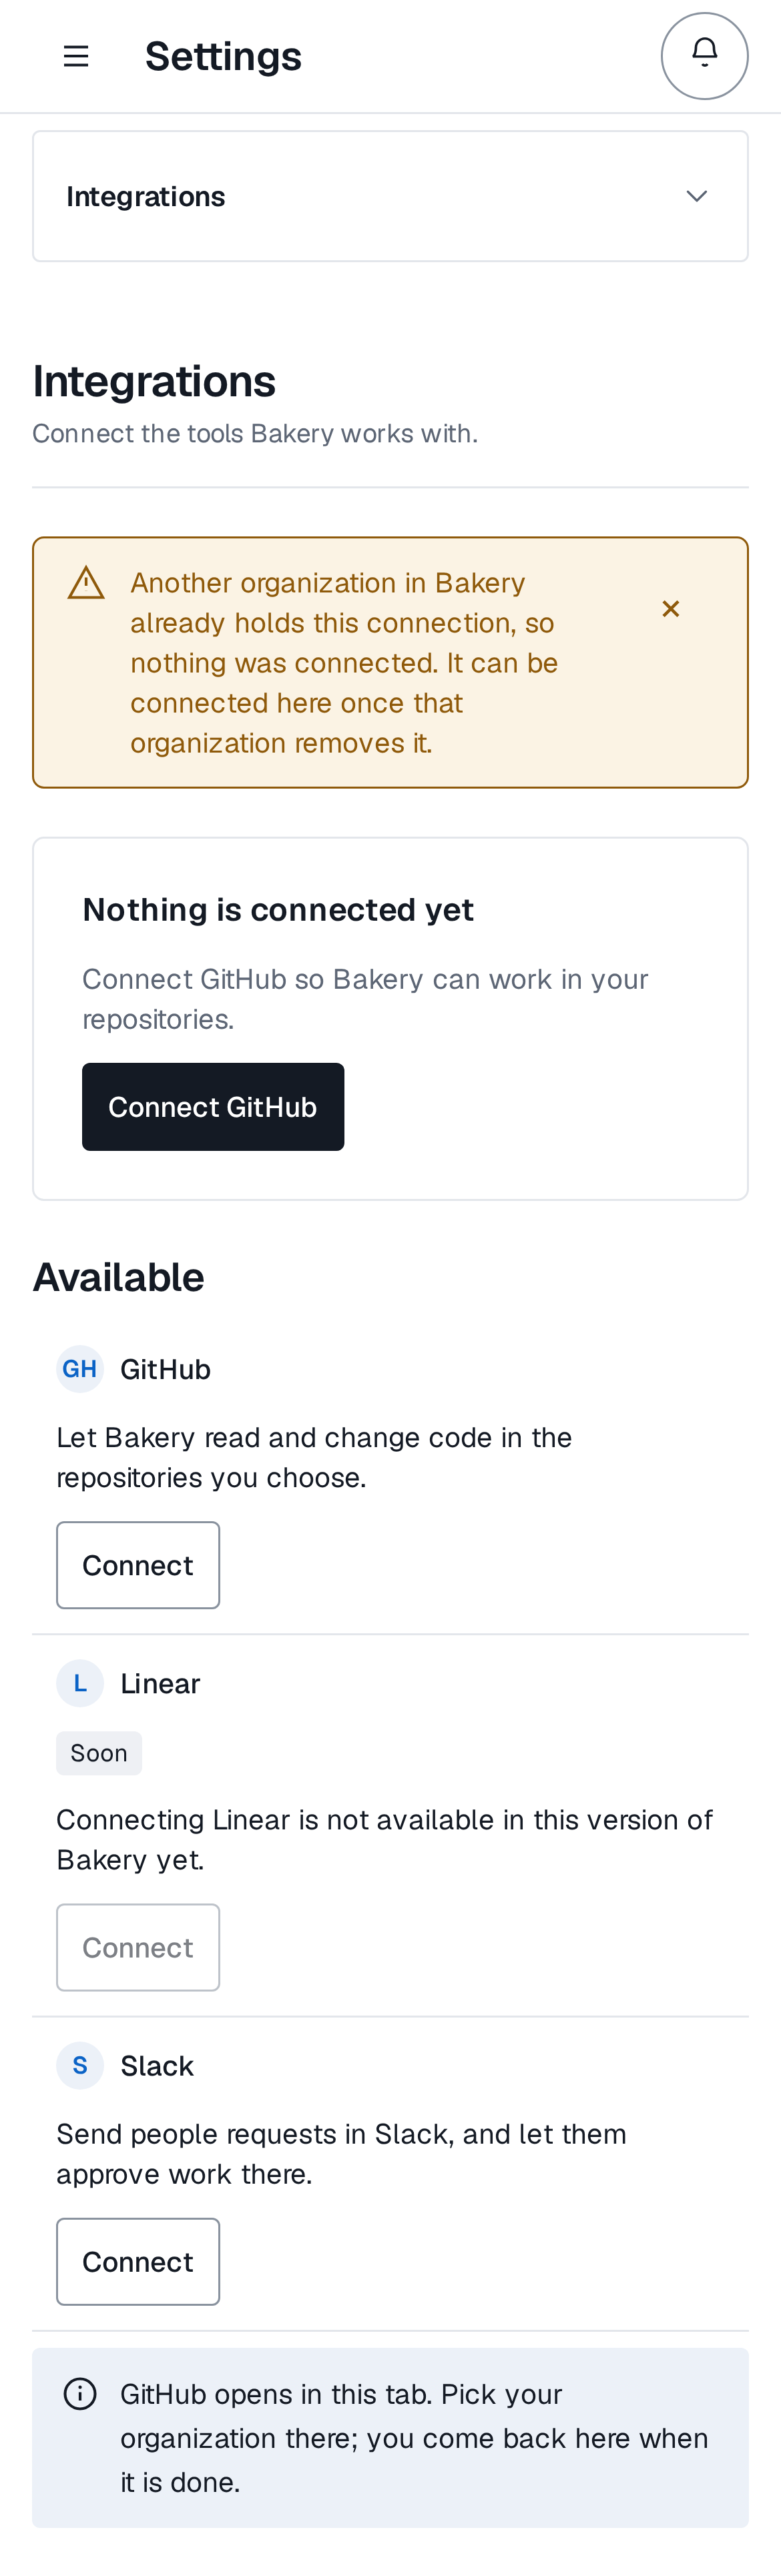 Settings
Integrations
Integrations
Connect the tools Bakery works with.
Another organization in Bakery
already holds this connection, so
nothing was connected. It can be
connected here once that
organization removes it.
Nothing is connected yet
Connect GitHub so Bakery can work in your
repositories.
Connect GitHub
Available
GH GitHub
Let Bakery read and change code in the
repositories you choose.
Connect
L Linear
Soon
Connecting Linear is not available in this version of
Bakery yet.
Connect
S Slack
Send people requests in Slack, and let them
approve work there.
Connect
GitHub opens in this tab. Pick your
organization there; you come back here when
it is done.